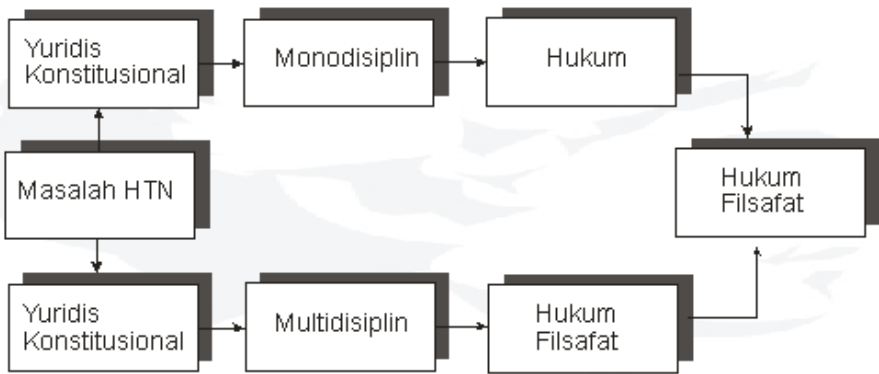 Yuridis
Konstitusional
Monodisiplin
Hukum
Masalah HTN
Hukum
Filsafat
Yuridis
Konstitusional
Multidisiplin
Hukum
Filsafat